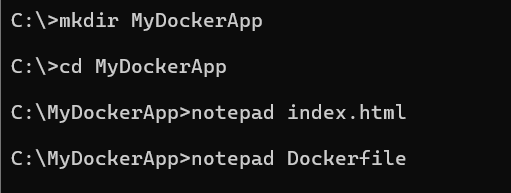 C:\>mkdir MyDockerApp
C:\>cd MyDockerApp
C:\MyDockerApp>notepad index.html
C:\MyDockerApp>notepad Dockerfile